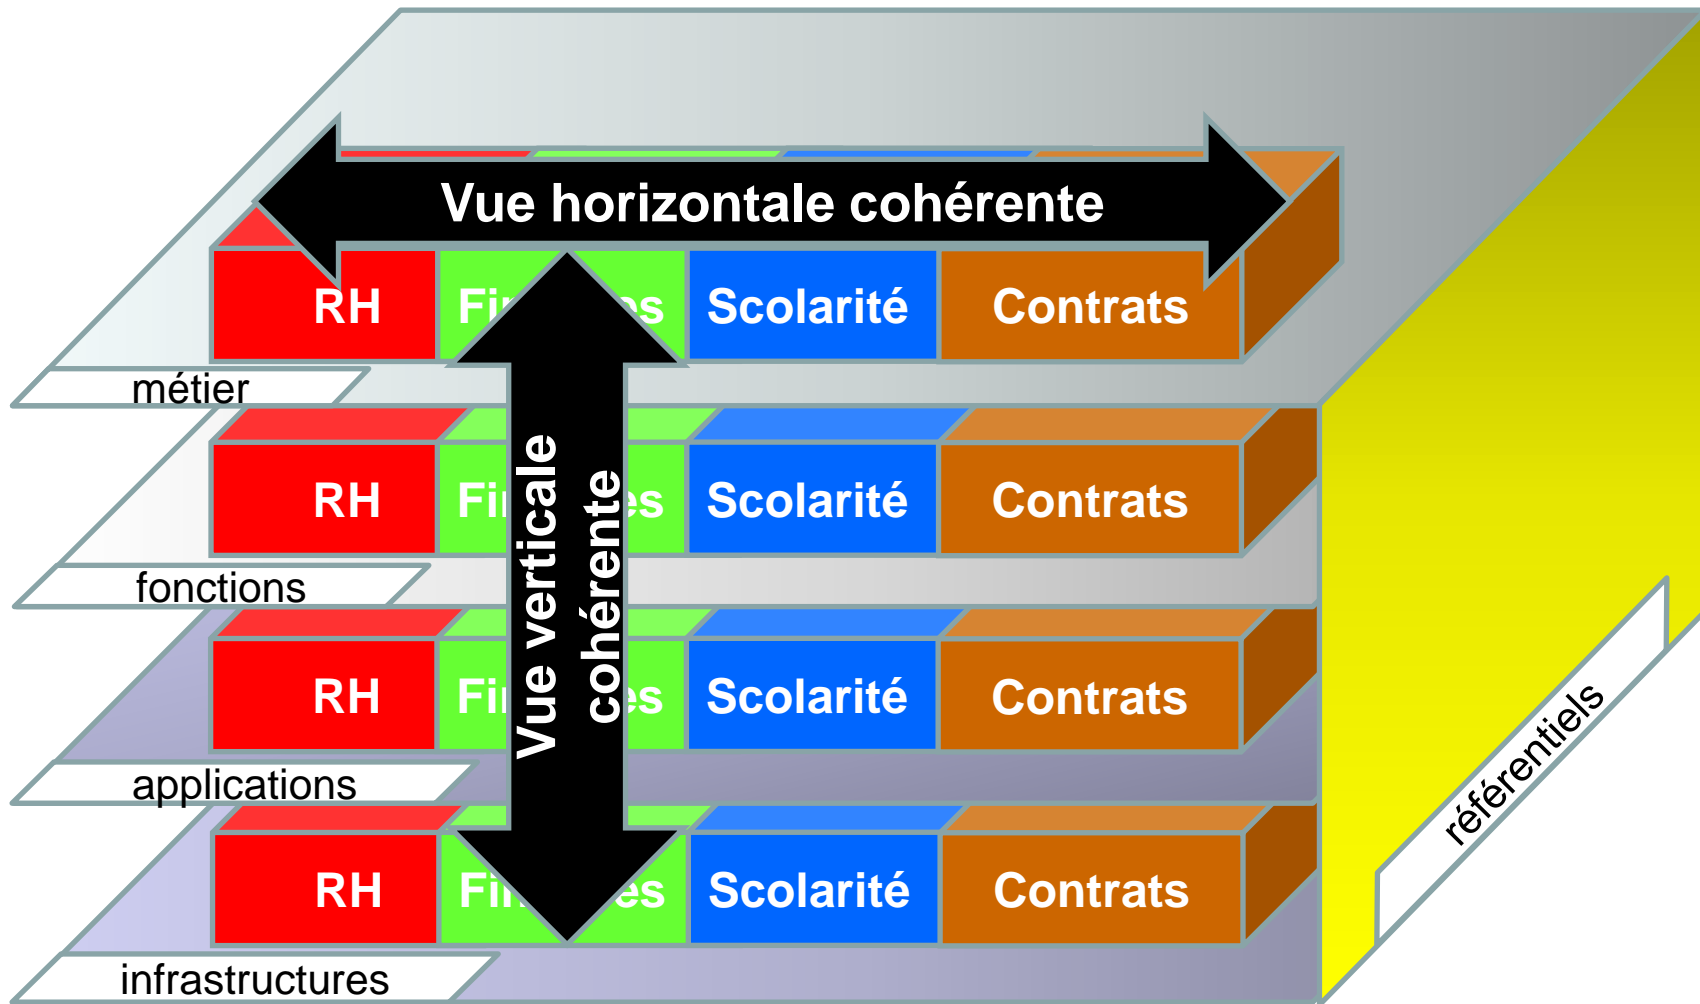 Vue horizontale cohérente
RH Scolarité Contrats
métier
RH Scolarité Contrats
Vue verticale
cohérente
fonctions
RH Scolarité Contrats
applications
RH Scolarité Contrats
infrastructures
référentiels